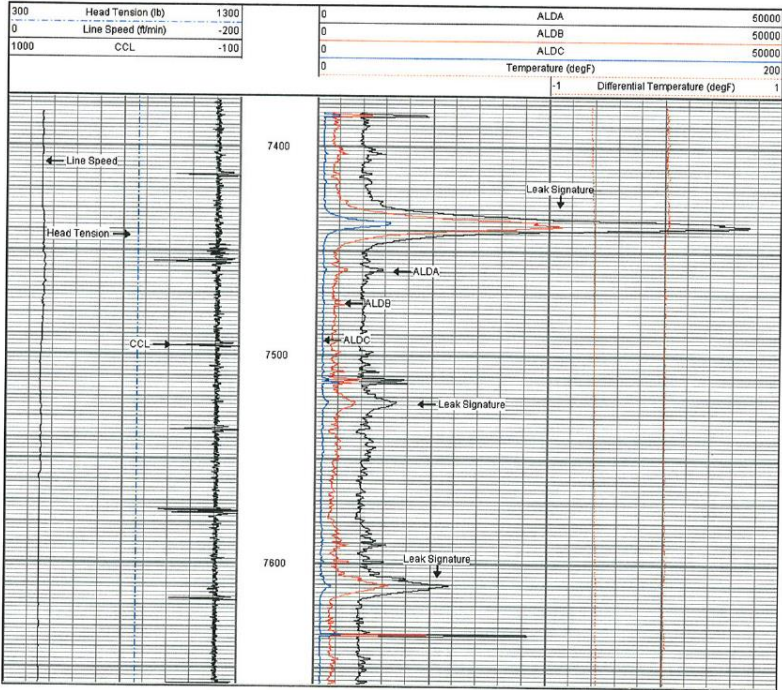 300 Head Tension (lb) 1300
0 Line Speed (ft/min) -200
1000 CCL -100
0 ALDA 50000
0 ALDB 50000
0 ALDC 50000
0 Temperature (degF) 200
-1 Differential Temperature (degF) 1
7400
Line Speed
Leak Signature
Head Tension
ALDA
ALDB
CCL
ALDC
7500
Leak Signature
Leak Signature
7600